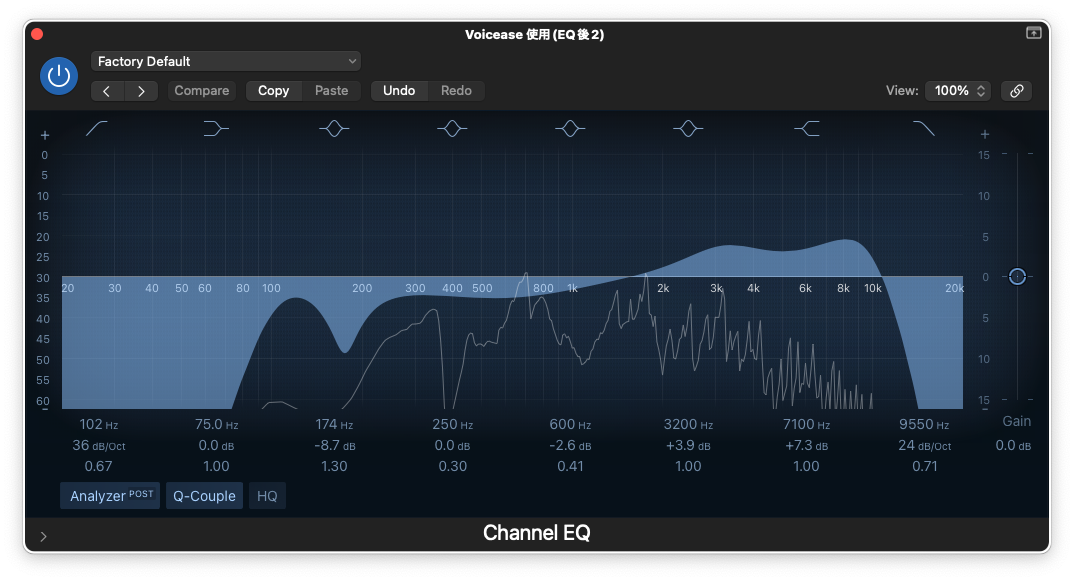 Voicease 使用 (EQ 後 2)
Factory Default
Compare Copy Paste Undo Redo View: 100%
+ +
0 15
5
10 10
15
20 5
25
30 0
20 30 40 50 60 80 100 200 300 400 500 800 1k 2k 3k 4k 6k 8k 10k 20k
35
40 5
45
50 10
55
60 15
- -
102 Hz 75.0 Hz 174 Hz 250 Hz 600 Hz 3200 Hz 7100 Hz 9550 Hz Gain
36 dB/Oct 0.0 dB -8.7 dB 0.0 dB -2.6 dB +3.9 dB +7.3 dB 24 dB/Oct 0.0 dB
0.67 1.00 1.30 0.30 0.41 1.00 1.00 0.71
Analyzer POST Q-Couple HQ
Channel EQ